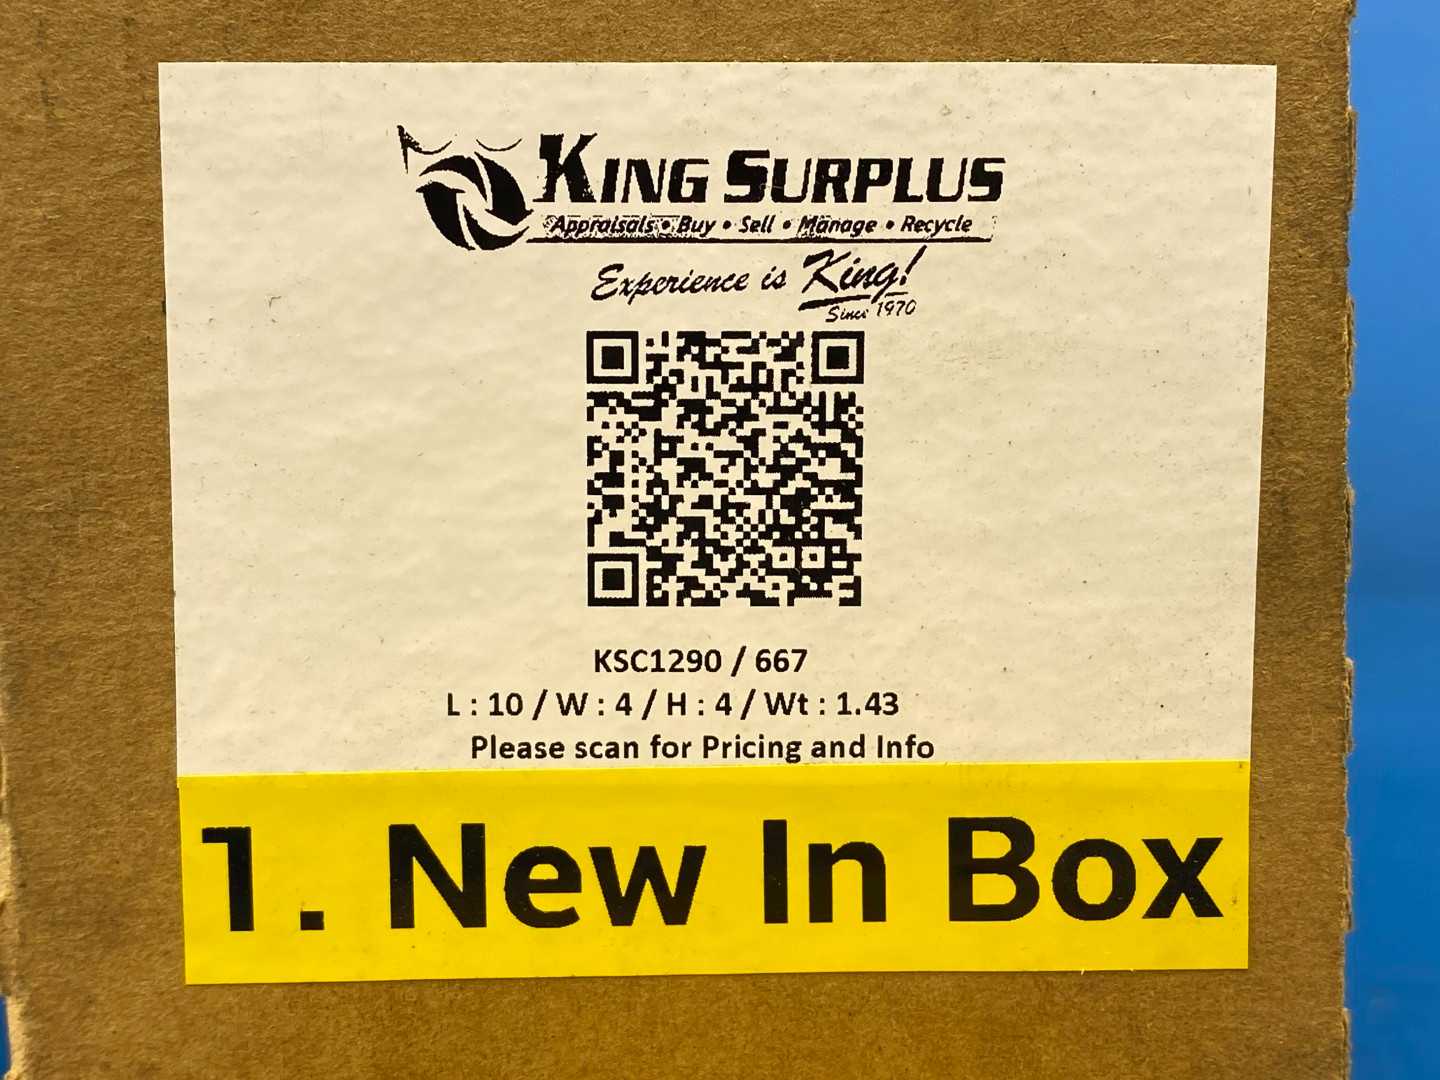 KING SURPLUS
Appraisals • Buy • Sell • Manage • Recycle
Experience is King!
Since 1970
KSC1290 / 667
L : 10 / W : 4 / H : 4 / Wt : 1.43
Please scan for Pricing and Info
1. New In Box